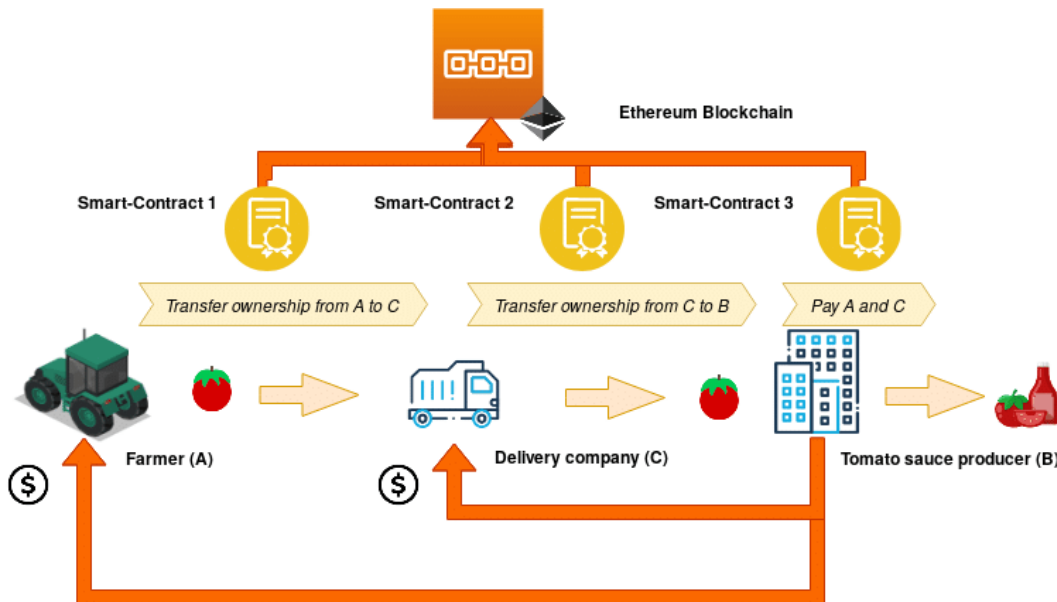 Ethereum Blockchain
Smart-Contract 1
Smart-Contract 2
Smart-Contract 3
Transfer ownership from A to C
Transfer ownership from C to B
Pay A and C
Farmer (A)
Delivery company (C)
Tomato sauce producer (B)
$
$